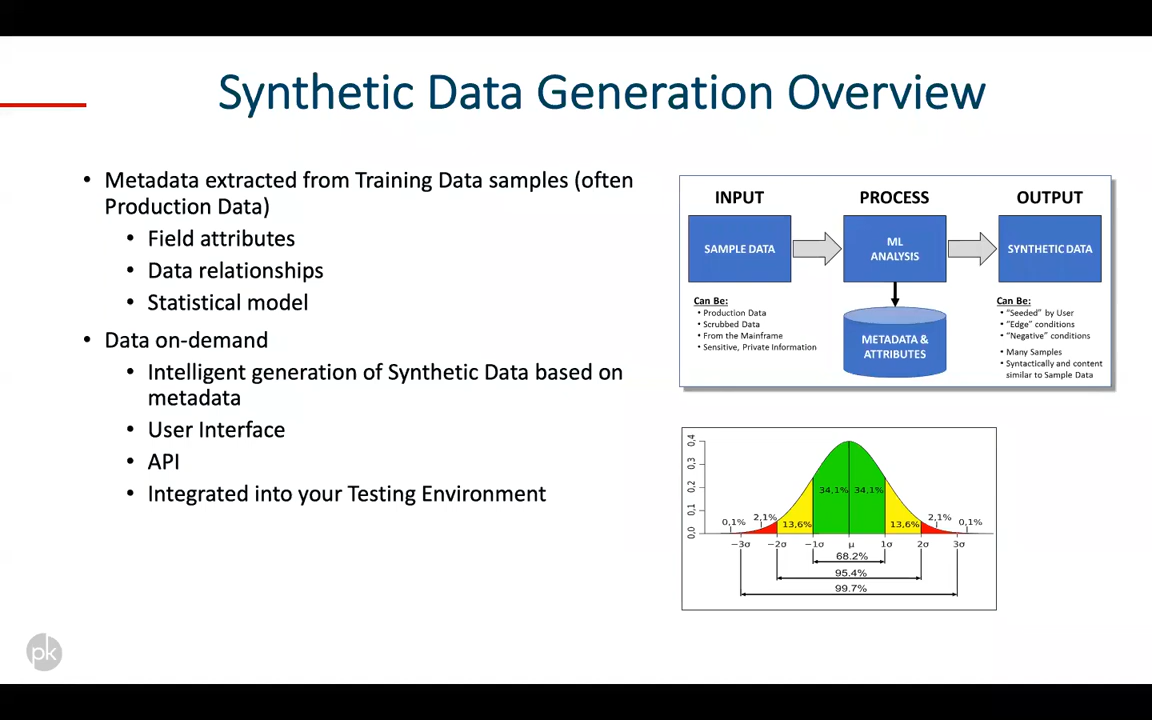 Synthetic Data Generation Overview
• Metadata extracted from Training Data samples (often
Production Data)
• Field attributes
• Data relationships
• Statistical model
• Data on-demand
• Intelligent generation of Synthetic Data based on
metadata
• User Interface
• API
• Integrated into your Testing Environment
INPUT PROCESS OUTPUT
SAMPLE DATA
ML
ANALYSIS
SYNTHETIC DATA
Can Be:
• Production Data
• Scrubbed Data
• From the Mainframe
• Sensitive, Private Information
METADATA &
ATTRIBUTES
Can Be:
• "Seeded" by User
• "Edge" conditions
• "Negative" conditions
• Many Samples
• Syntactically and content
similar to Sample Data
0,4
0,3
0,2
0,1
0,0
34,1% 34,1%
0,1% 2,1% 13,6% 13,6% 2,1% 0,1%
−3σ −2σ −1σ μ 1σ 2σ 3σ
68.2%
95.4%
99.7%
pk